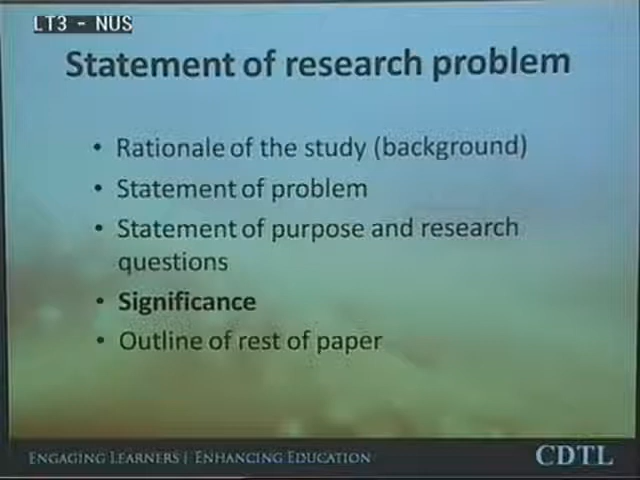 LT3 - NUS
Statement of research problem
• Rationale of the study (background)
• Statement of problem
• Statement of purpose and research
questions
• Significance
• Outline of rest of paper
ENGAGING LEARNERS | ENHANCING EDUCATION
CDTL